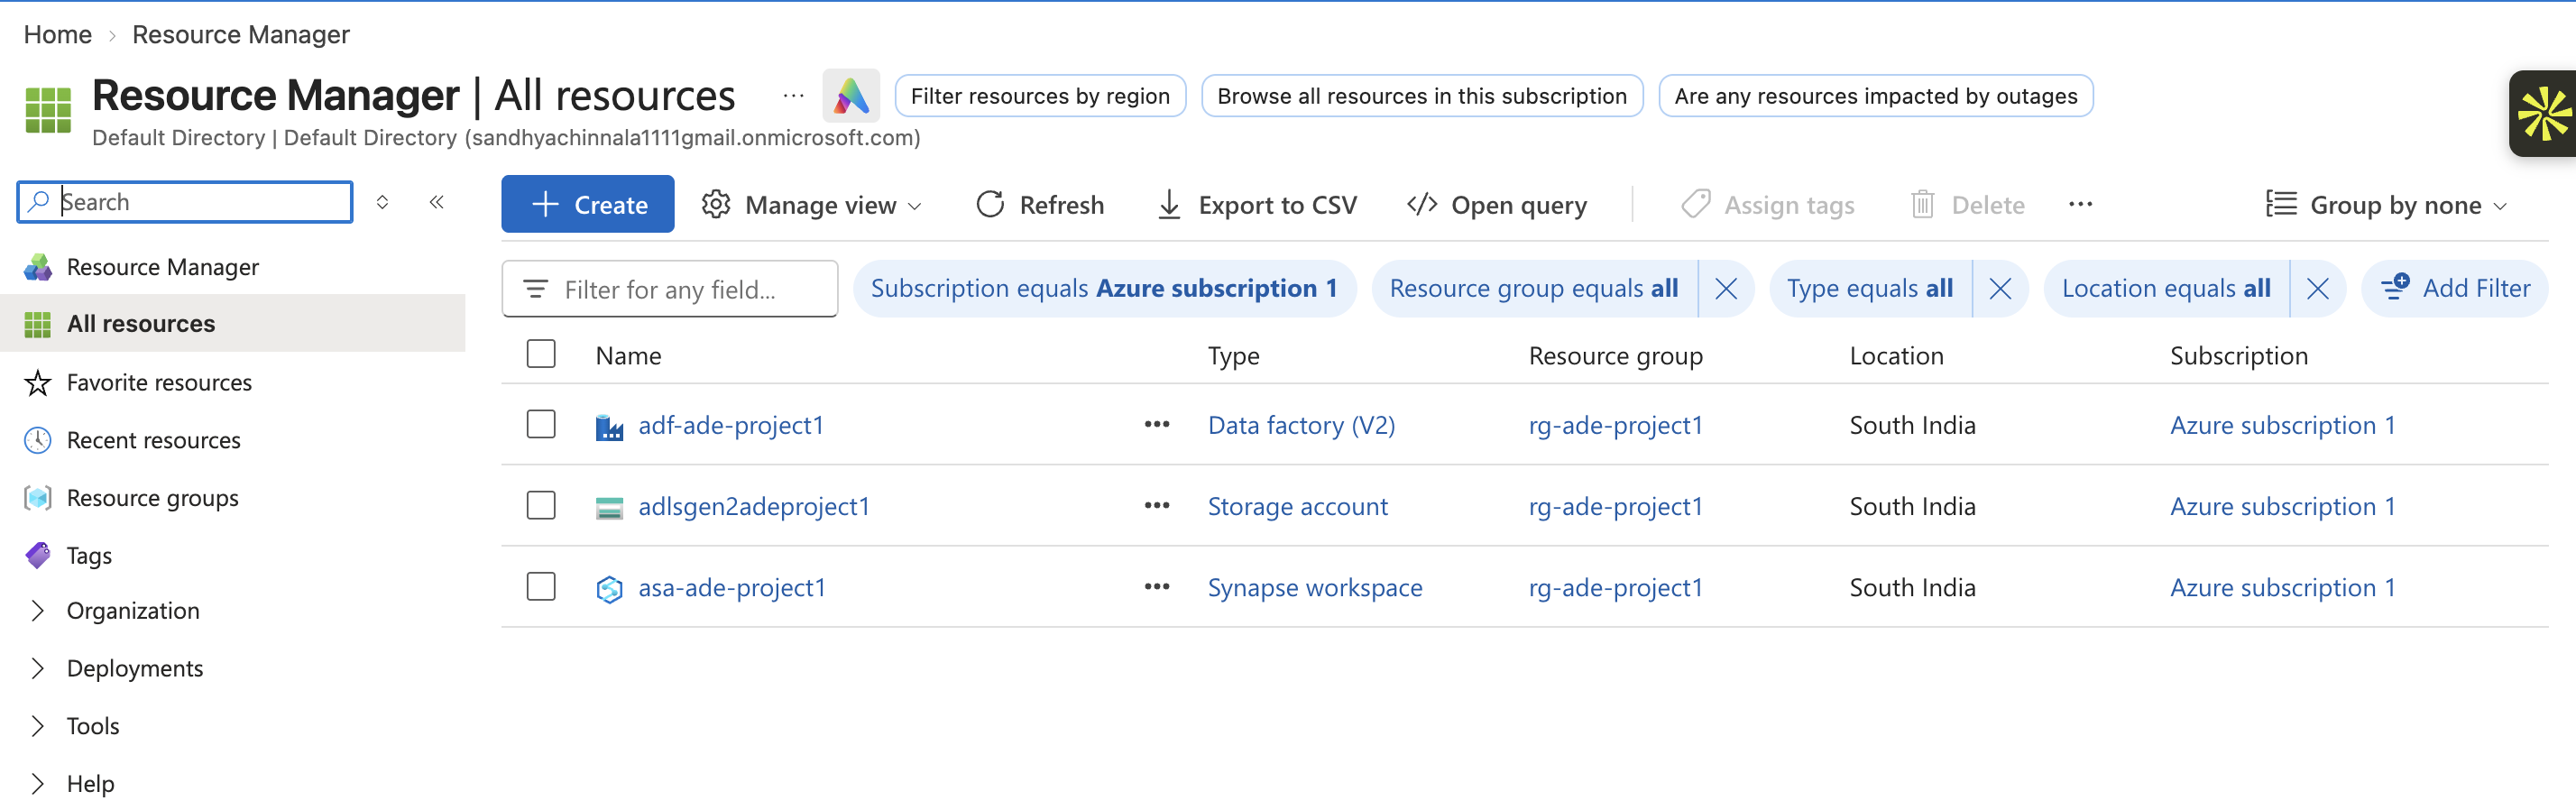 Home > Resource Manager
Resource Manager | All resources ... Filter resources by region Browse all resources in this subscription Are any resources impacted by outages
Default Directory | Default Directory (sandhyachinnala1111gmail.onmicrosoft.com)
Search
Resource Manager
All resources
Favorite resources
Recent resources
Resource groups
Tags
Organization
Deployments
Tools
Help
Create Manage view Refresh Export to CSV Open query Assign tags Delete ... Group by none
Filter for any field... Subscription equals Azure subscription 1 Resource group equals all Type equals all Location equals all Add Filter
Name Type Resource group Location Subscription
adf-ade-project1 ... Data factory (V2) rg-ade-project1 South India Azure subscription 1
adlsgen2adeproject1 ... Storage account rg-ade-project1 South India Azure subscription 1
asa-ade-project1 ... Synapse workspace rg-ade-project1 South India Azure subscription 1